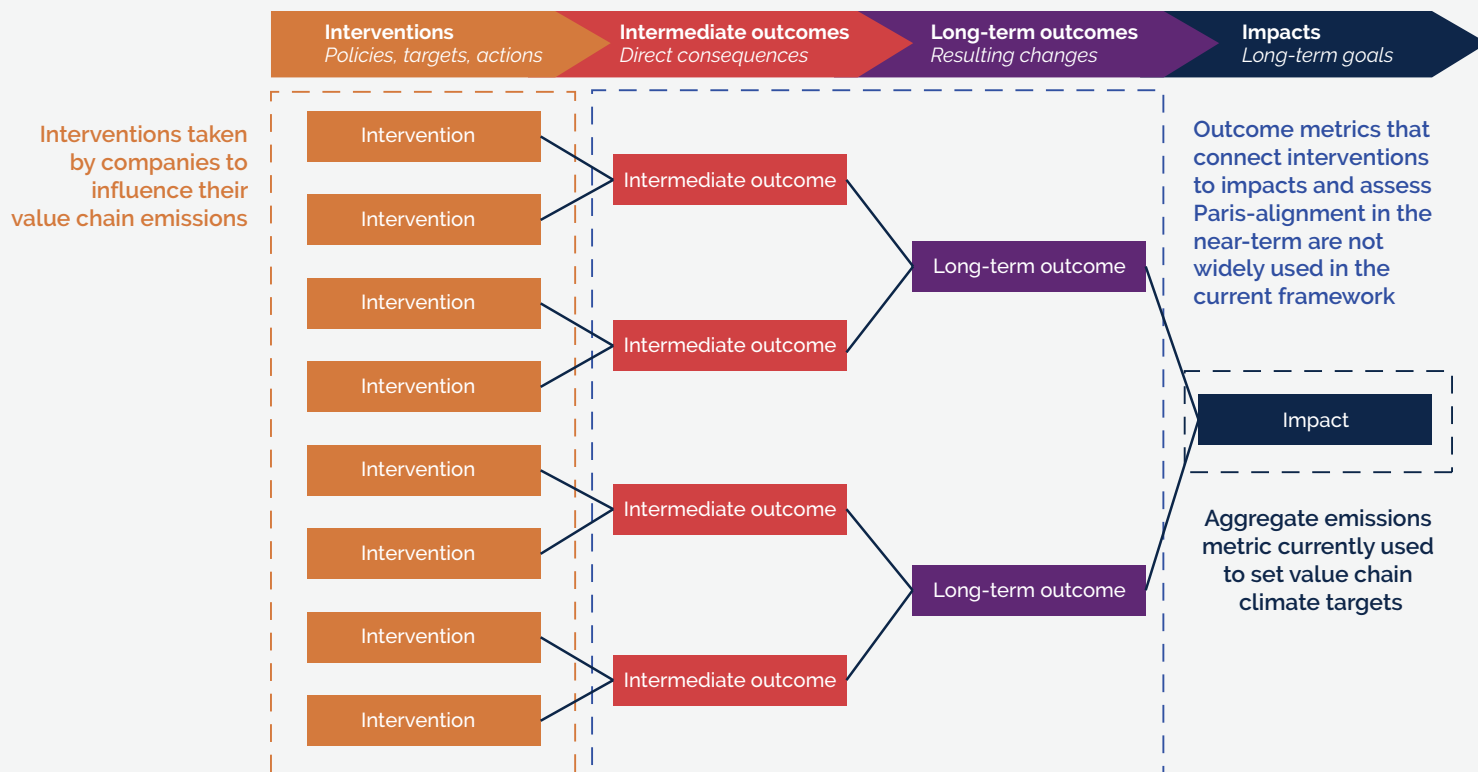 Interventions
Policies, targets, actions
Intermediate outcomes
Direct consequences
Long-term outcomes
Resulting changes
Impacts
Long-term goals
Interventions taken
by companies to
influence their
value chain emissions
Intervention
Intervention
Intervention
Intervention
Intervention
Intervention
Intervention
Intervention
Intermediate outcome
Intermediate outcome
Intermediate outcome
Intermediate outcome
Long-term outcome
Long-term outcome
Outcome metrics that
connect interventions
to impacts and assess
Paris-alignment in the
near-term are not
widely used in the
current framework
Impact
Aggregate emissions
metric currently used
to set value chain
climate targets